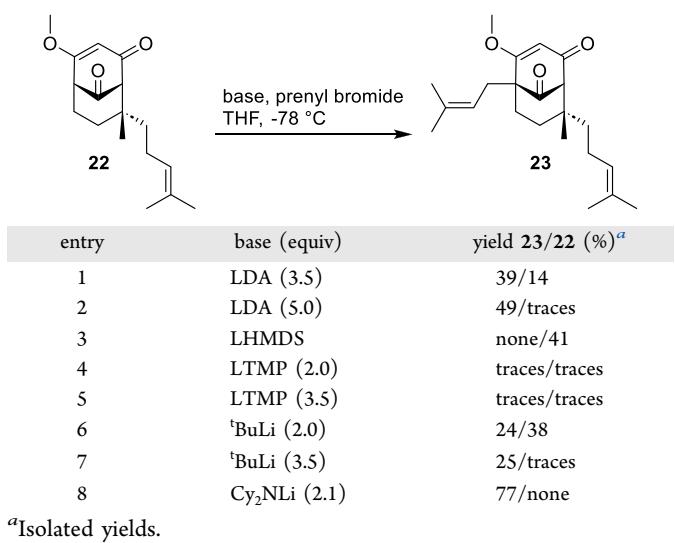 O O
O
O O
O
base, prenyl bromide
THF, -78 °C
22 23
entry base (equiv) yield 23/22 (%)ᵃ
1 LDA (3.5) 39/14
2 LDA (5.0) 49/traces
3 LHMDS none/41
4 LTMP (2.0) traces/traces
5 LTMP (3.5) traces/traces
6 ᵗBuLi (2.0) 24/38
7 ᵗBuLi (3.5) 25/traces
8 Cy₂NLi (2.1) 77/none
ᵃIsolated yields.